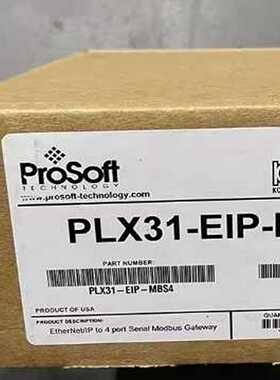 ProSoft
TECHNOLOGY
www.prosoft-technology.com
PLX31-EIP-
PART NUMBER:
PLX31-EIP-MBS4
PRODUCT OF USA
PRODUCT DESCRIPTION
QUAN
EtherNet/IP to 4 port Serial Modbus Gateway